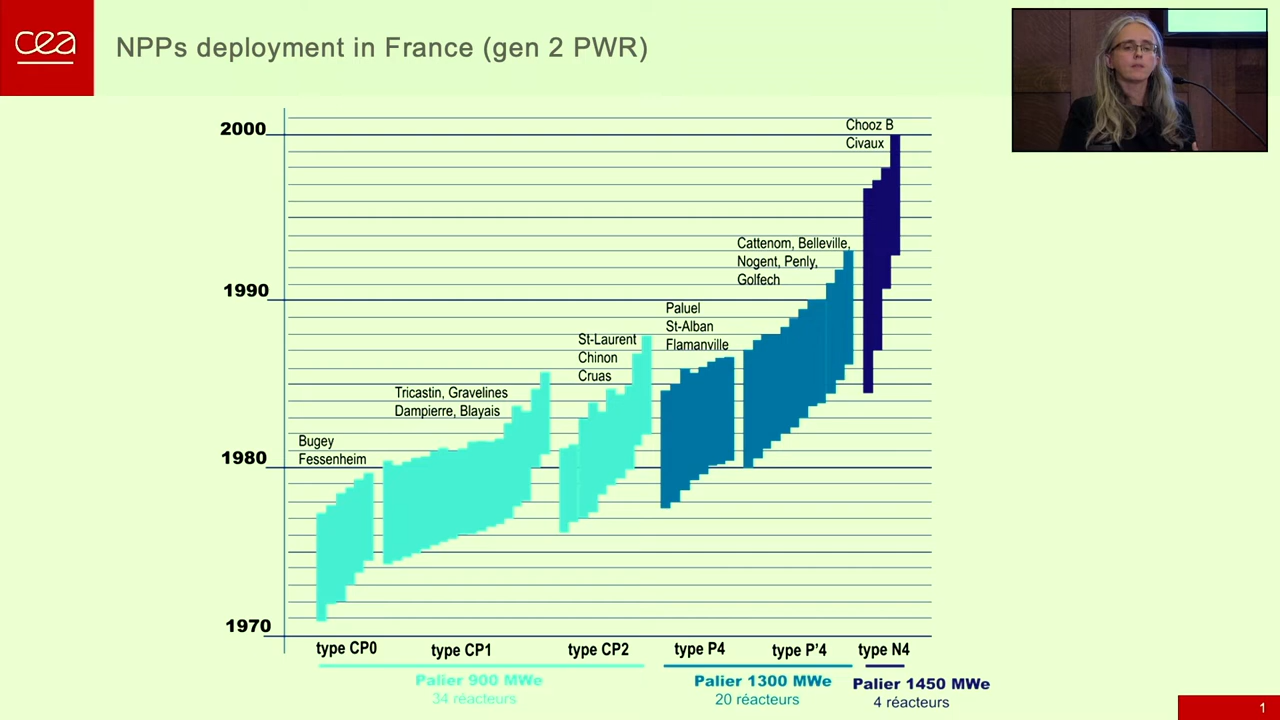 cea
NPPs deployment in France (gen 2 PWR)
2000
1990
1980
1970
Bugey
Fessenheim
Tricastin, Gravelines
Dampierre, Blayais
St-Laurent
Chinon
Cruas
Paluel
St-Alban
Flamanville
Cattenom, Belleville,
Nogent, Penly,
Golfech
Chooz B
Civaux
type CP0
type CP1
type CP2
type P4
type P'4
type N4
Palier 900 MWe
34 réacteurs
Palier 1300 MWe
20 réacteurs
Palier 1450 MWe
4 réacteurs
1